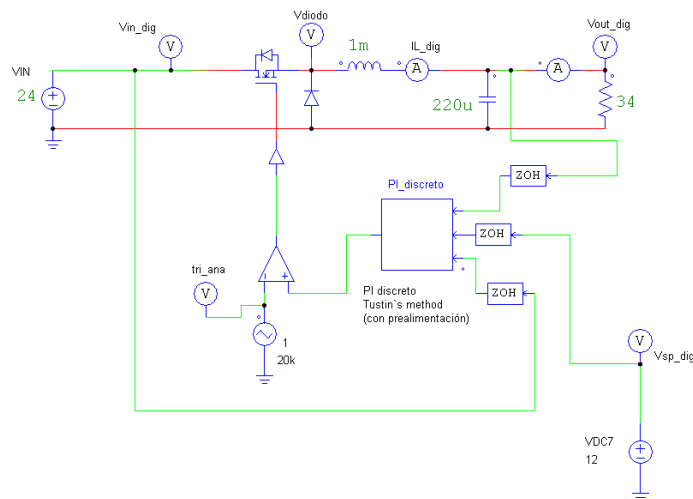 Vdiodo
Vin_dig
V
V
1m
IL_dig
Vout_dig
V
VIN
24
A
A
220u
34
PI_discreto
ZOH
ZOH
ZOH
tri_ana
V
PI discreto
Tustin`s method
(con prealimentación)
1
20k
V
Vsp_dig
VDC7
12